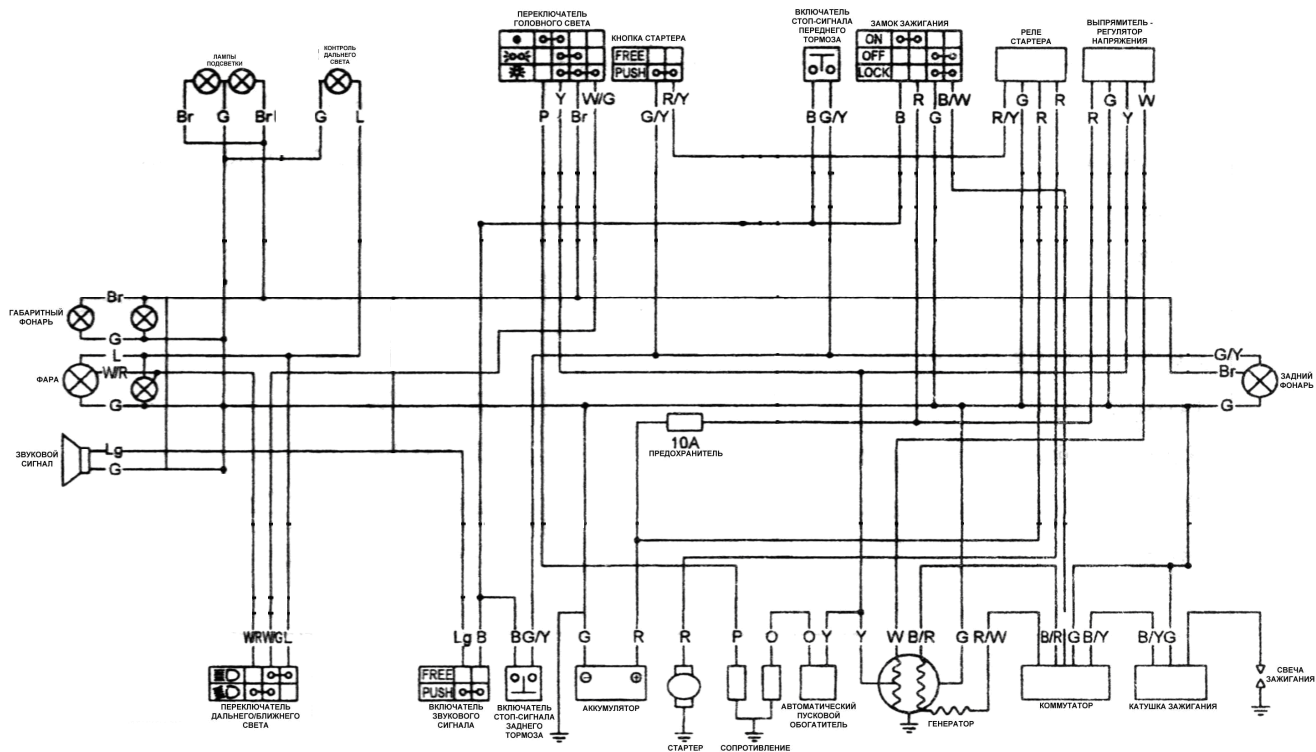 ПЕРЕКЛЮЧАТЕЛЬ
ГОЛОВНОГО СВЕТА
КНОПКА СТАРТЕРА
FREE
PUSH
ВКЛЮЧАТЕЛЬ
СТОП-СИГНАЛА
ПЕРЕДНЕГО
ТОРМОЗА
ЗАМОК ЗАЖИГАНИЯ
ON
OFF
LOCK
РЕЛЕ
СТАРТЕРА
ВЫПРЯМИТЕЛЬ -
РЕГУЛЯТОР
НАПРЯЖЕНИЯ
ЛАМПЫ
ПОДСВЕТКИ
КОНТРОЛЬ
ДАЛЬНЕГО
СВЕТА
Br G Br G L
P Y Br W/G
G/Y R/Y
B G/Y
B R G B/W
R/Y G R R
R G Y W
Br
ГАБАРИТНЫЙ
ФОНАРЬ
G
L
W/R
ФАРА
G
Lg
ЗВУКОВОЙ
СИГНАЛ
G
10A
ПРЕДОХРАНИТЕЛЬ
G/Y
Br
ЗАДНИЙ
ФОНАРЬ
G
W/R W/G L
Lg B
B G/Y
G R
R
P O
O Y
Y W B/R G R/W
B/R G B/Y
B/Y G
ПЕРЕКЛЮЧАТЕЛЬ
ДАЛЬНЕГО/БЛИЖНЕГО
СВЕТА
FREE
PUSH
ВКЛЮЧАТЕЛЬ
ЗВУКОВОГО
СИГНАЛА
ВКЛЮЧАТЕЛЬ
СТОП-СИГНАЛА
ЗАДНЕГО
ТОРМОЗА
АККУМУЛЯТОР
СТАРТЕР
СОПРОТИВЛЕНИЕ
АВТОМАТИЧЕСКИЙ
ПУСКОВОЙ
ОБОГАТИТЕЛЬ
ГЕНЕРАТОР
КОММУТАТОР
КАТУШКА ЗАЖИГАНИЯ
СВЕЧА
ЗАЖИГАНИЯ